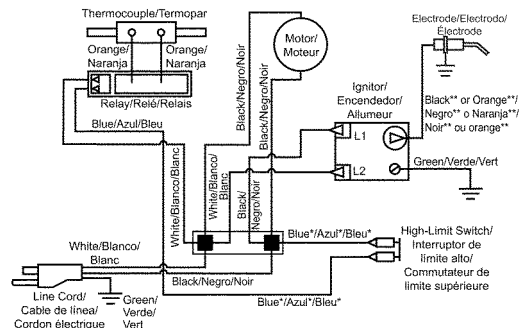 Thermocouple/Termopar
Orange/
Naranja
Orange/
Naranja
Relay/Relé/Relais
Blue/Azul/Bleu
White/Blanco/Blanc
Black/Negro/Noir
Black/Negro/Noir
Motor/
Moteur
Electrode/Electrodo/
Électrode
Ignitor/
Encendedor/
Allumeur
L1
L2
Black** or Orange**/
Negro** o Naranja**/
Noir** ou orange**
Green/Verde/Vert
White/Blanco/
Blanc
Black/
Negro/Noir
Blue*/Azul*/Bleu*
High-Limit Switch/
Interruptor de
límite alto/
Commutateur de
limite supérieure
White/Blanco/
Blanc
Black/Negro/Noir
Blue*/Azul*/Bleu*
Line Cord/
Cable de línea/
Cordon électrique
Green/
Verde/
Vert